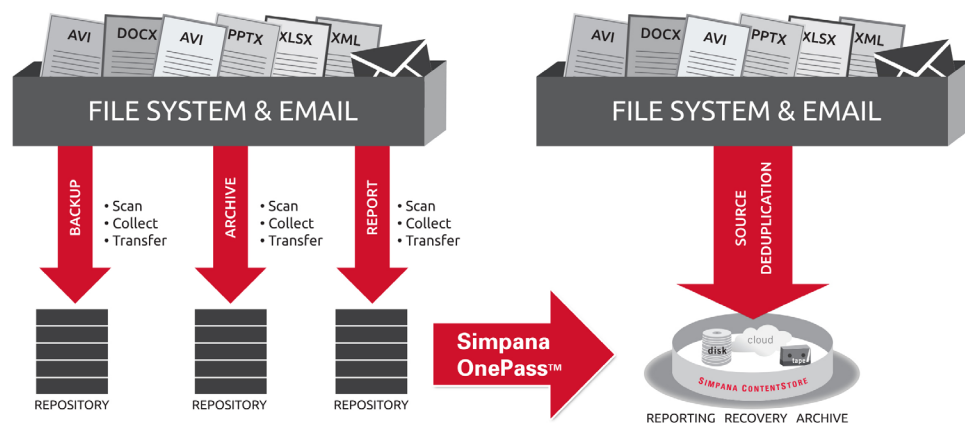 AVI
DOCX
AVI
PPTX
XLSX
XML
FILE SYSTEM & EMAIL
BACKUP
• Scan
• Collect
• Transfer
ARCHIVE
• Scan
• Collect
• Transfer
REPORT
• Scan
• Collect
• Transfer
REPOSITORY
REPOSITORY
REPOSITORY
Simpana
OnePass™
AVI
DOCX
AVI
PPTX
XLSX
XML
FILE SYSTEM & EMAIL
SOURCE
DEDUPLICATION
disk
cloud
tape
SIMPANA CONTENTSTORE
REPORTING RECOVERY ARCHIVE